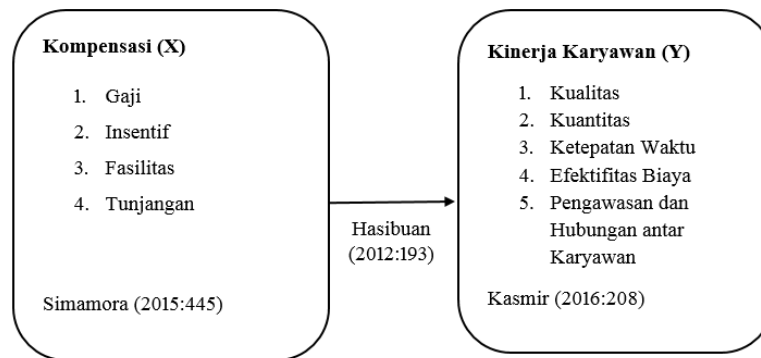 Kompensasi (X)
1. Gaji
2. Insentif
3. Fasilitas
4. Tunjangan
Simamora (2015:445)
Hasibuan
(2012:193)
Kinerja Karyawan (Y)
1. Kualitas
2. Kuantitas
3. Ketepatan Waktu
4. Efektifitas Biaya
5. Pengawasan dan
Hubungan antar
Karyawan
Kasmir (2016:208)